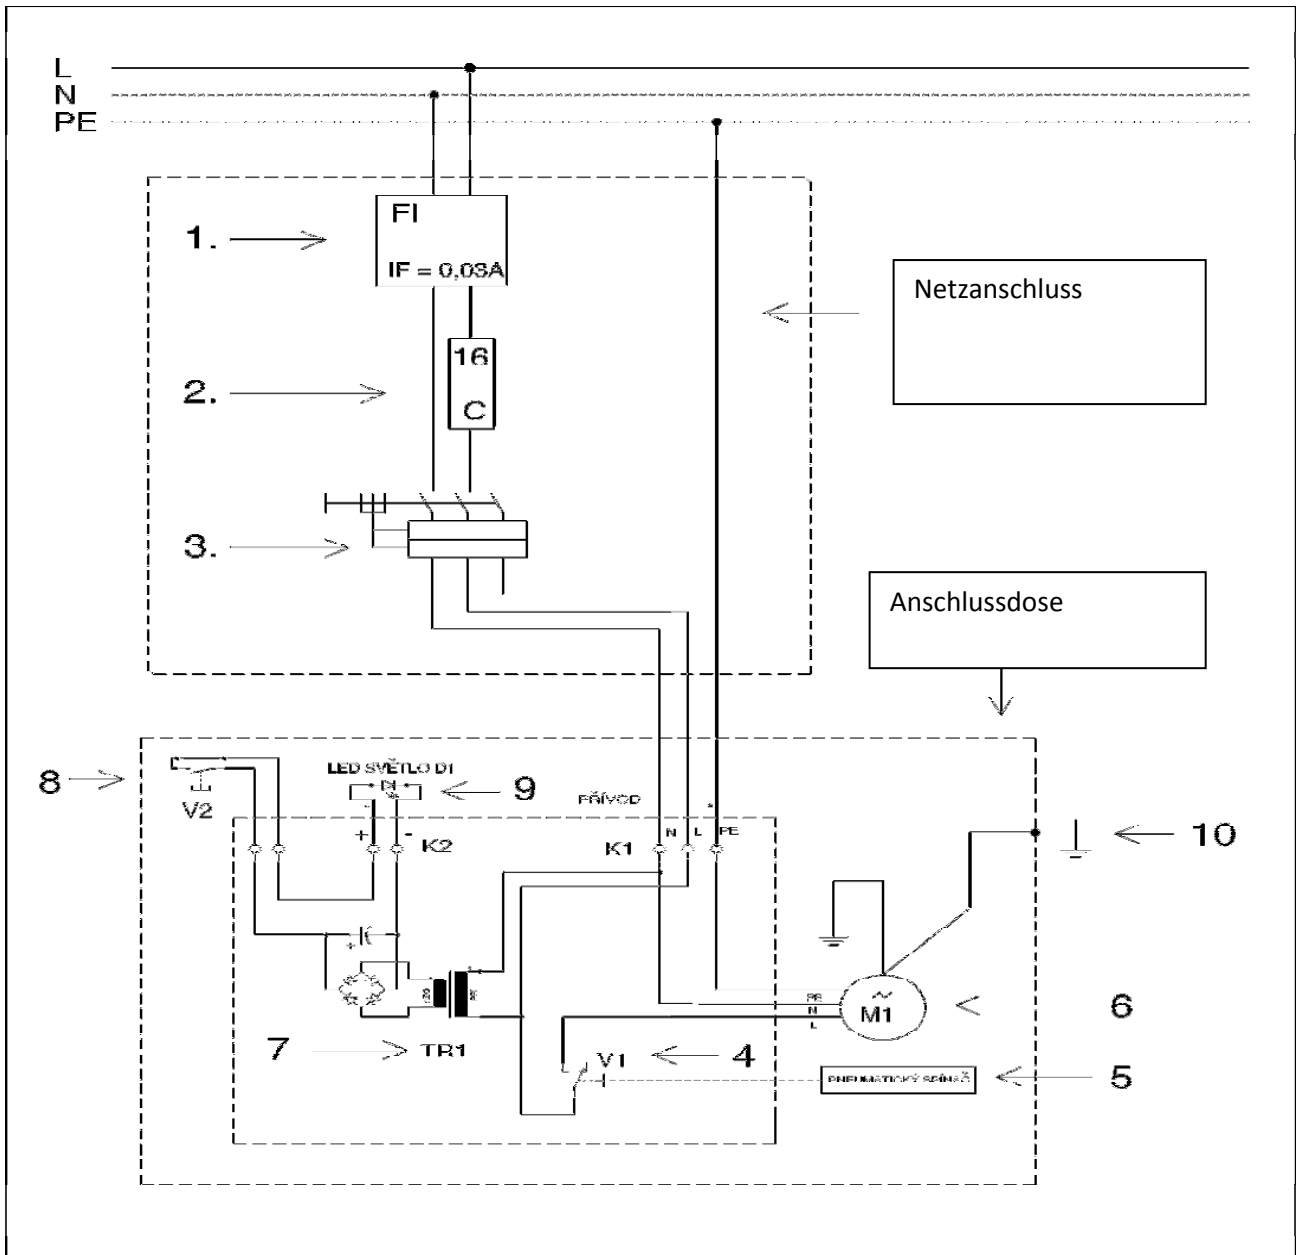 L
N
PE
FI
1.
IF = 0,03A
Netzanschluss
16
2.
C
3.
Anschlussdose
8
LED SVĚTLO D1
9
V2
PŘÍVOD
+ -
K2
K1
N L PE
10
+
M1
N
L
6
7
TR1
V1
4
PNEUMATICKÝ SPÍNAČ
5